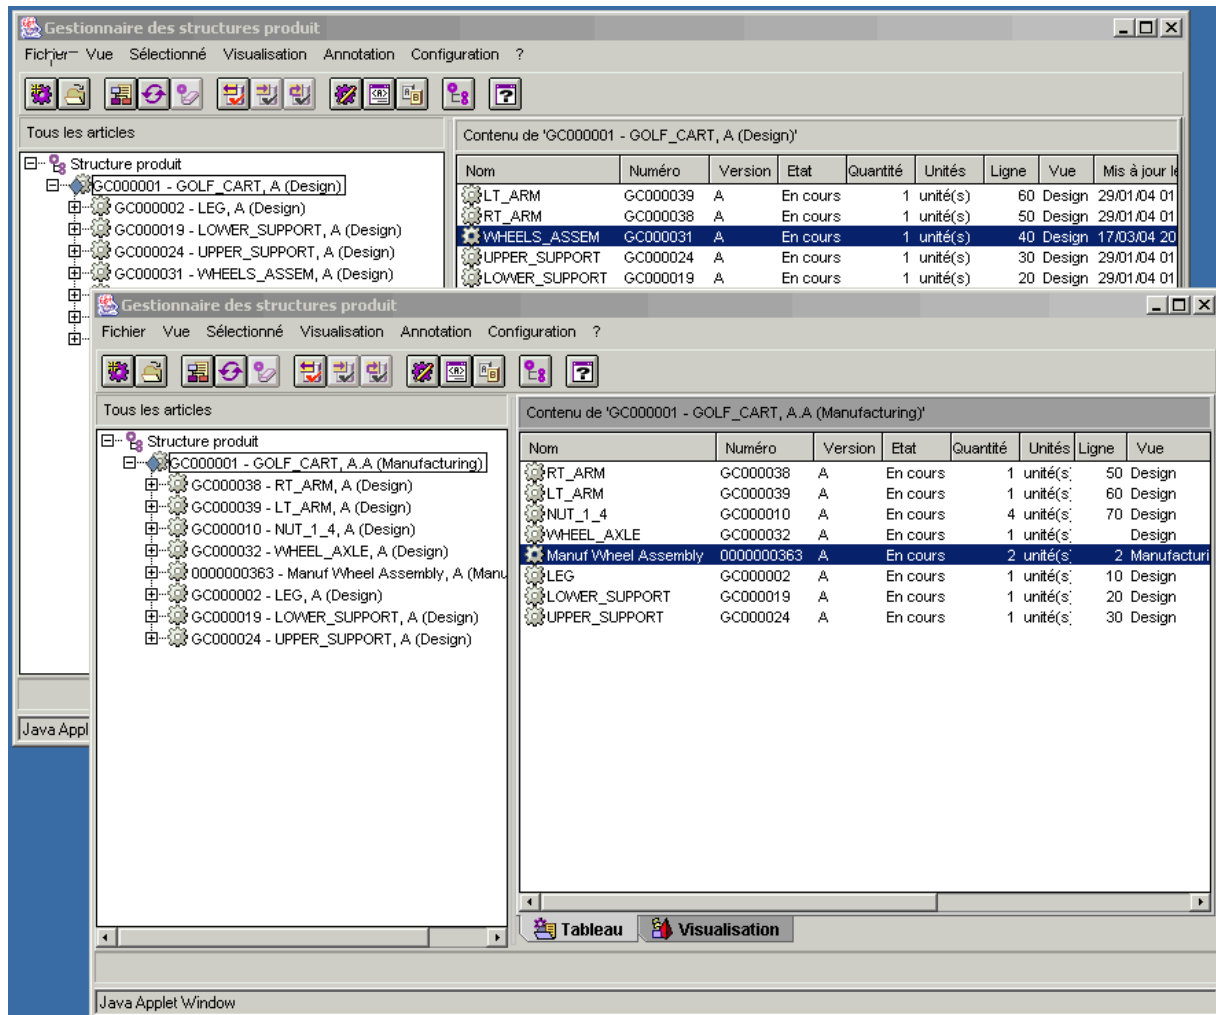 Gestionnaire des structures produit
Fichier Vue Sélectionné Visualisation Annotation Configuration ?
Tous les articles
Contenu de 'GC000001 - GOLF_CART, A (Design)'
Structure produit
GC000001 - GOLF_CART, A (Design)
GC000002 - LEG, A (Design)
GC000019 - LOWER_SUPPORT, A (Design)
GC000024 - UPPER_SUPPORT, A (Design)
GC000031 - WHEELS_ASSEM, A (Design)
Nom Numéro Version Etat Quantité Unités Ligne Vue Mis à jour le
LT_ARM GC000039 A En cours 1 unité(s) 60 Design 29/01/04 01
RT_ARM GC000038 A En cours 1 unité(s) 50 Design 29/01/04 01
WHEELS_ASSEM GC000031 A En cours 1 unité(s) 40 Design 17/03/04 20
UPPER_SUPPORT GC000024 A En cours 1 unité(s) 30 Design 29/01/04 01
LOWER_SUPPORT GC000019 A En cours 1 unité(s) 20 Design 29/01/04 01
Java Appl
Gestionnaire des structures produit
Fichier Vue Sélectionné Visualisation Annotation Configuration ?
Tous les articles
Contenu de 'GC000001 - GOLF_CART, A.A (Manufacturing)'
Structure produit
GC000001 - GOLF_CART, A.A (Manufacturing)
GC000038 - RT_ARM, A (Design)
GC000039 - LT_ARM, A (Design)
GC000010 - NUT_1_4, A (Design)
GC000032 - WHEEL_AXLE, A (Design)
0000000363 - Manuf Wheel Assembly, A (Manu
GC000002 - LEG, A (Design)
GC000019 - LOWER_SUPPORT, A (Design)
GC000024 - UPPER_SUPPORT, A (Design)
Nom Numéro Version Etat Quantité Unités Ligne Vue
RT_ARM GC000038 A En cours 1 unité(s 50 Design
LT_ARM GC000039 A En cours 1 unité(s 60 Design
NUT_1_4 GC000010 A En cours 4 unité(s 70 Design
WHEEL_AXLE GC000032 A En cours 1 unité(s Design
Manuf Wheel Assembly 0000000363 A En cours 2 unité(s 2 Manufacturi
LEG GC000002 A En cours 1 unité(s 10 Design
LOWER_SUPPORT GC000019 A En cours 1 unité(s 20 Design
UPPER_SUPPORT GC000024 A En cours 1 unité(s 30 Design
Tableau Visualisation
Java Applet Window